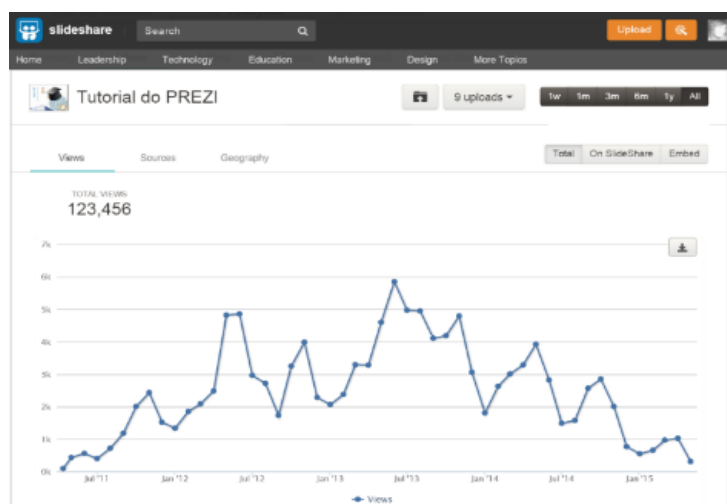 slideshare Search Upload
Home Leadership Technology Education Marketing Design More Topics
Tutorial do PREZI 9 uploads 1w 1m 3m 6m 1y All
Views Sources Geography Total On SlideShare Embed
TOTAL VIEWS
123,456
7k
6k
5k
4k
3k
2k
1k
0k
Jul '11 Jan '12 Jul '12 Jan '13 Jul '13 Jan '14 Jul '14 Jan '15
Views